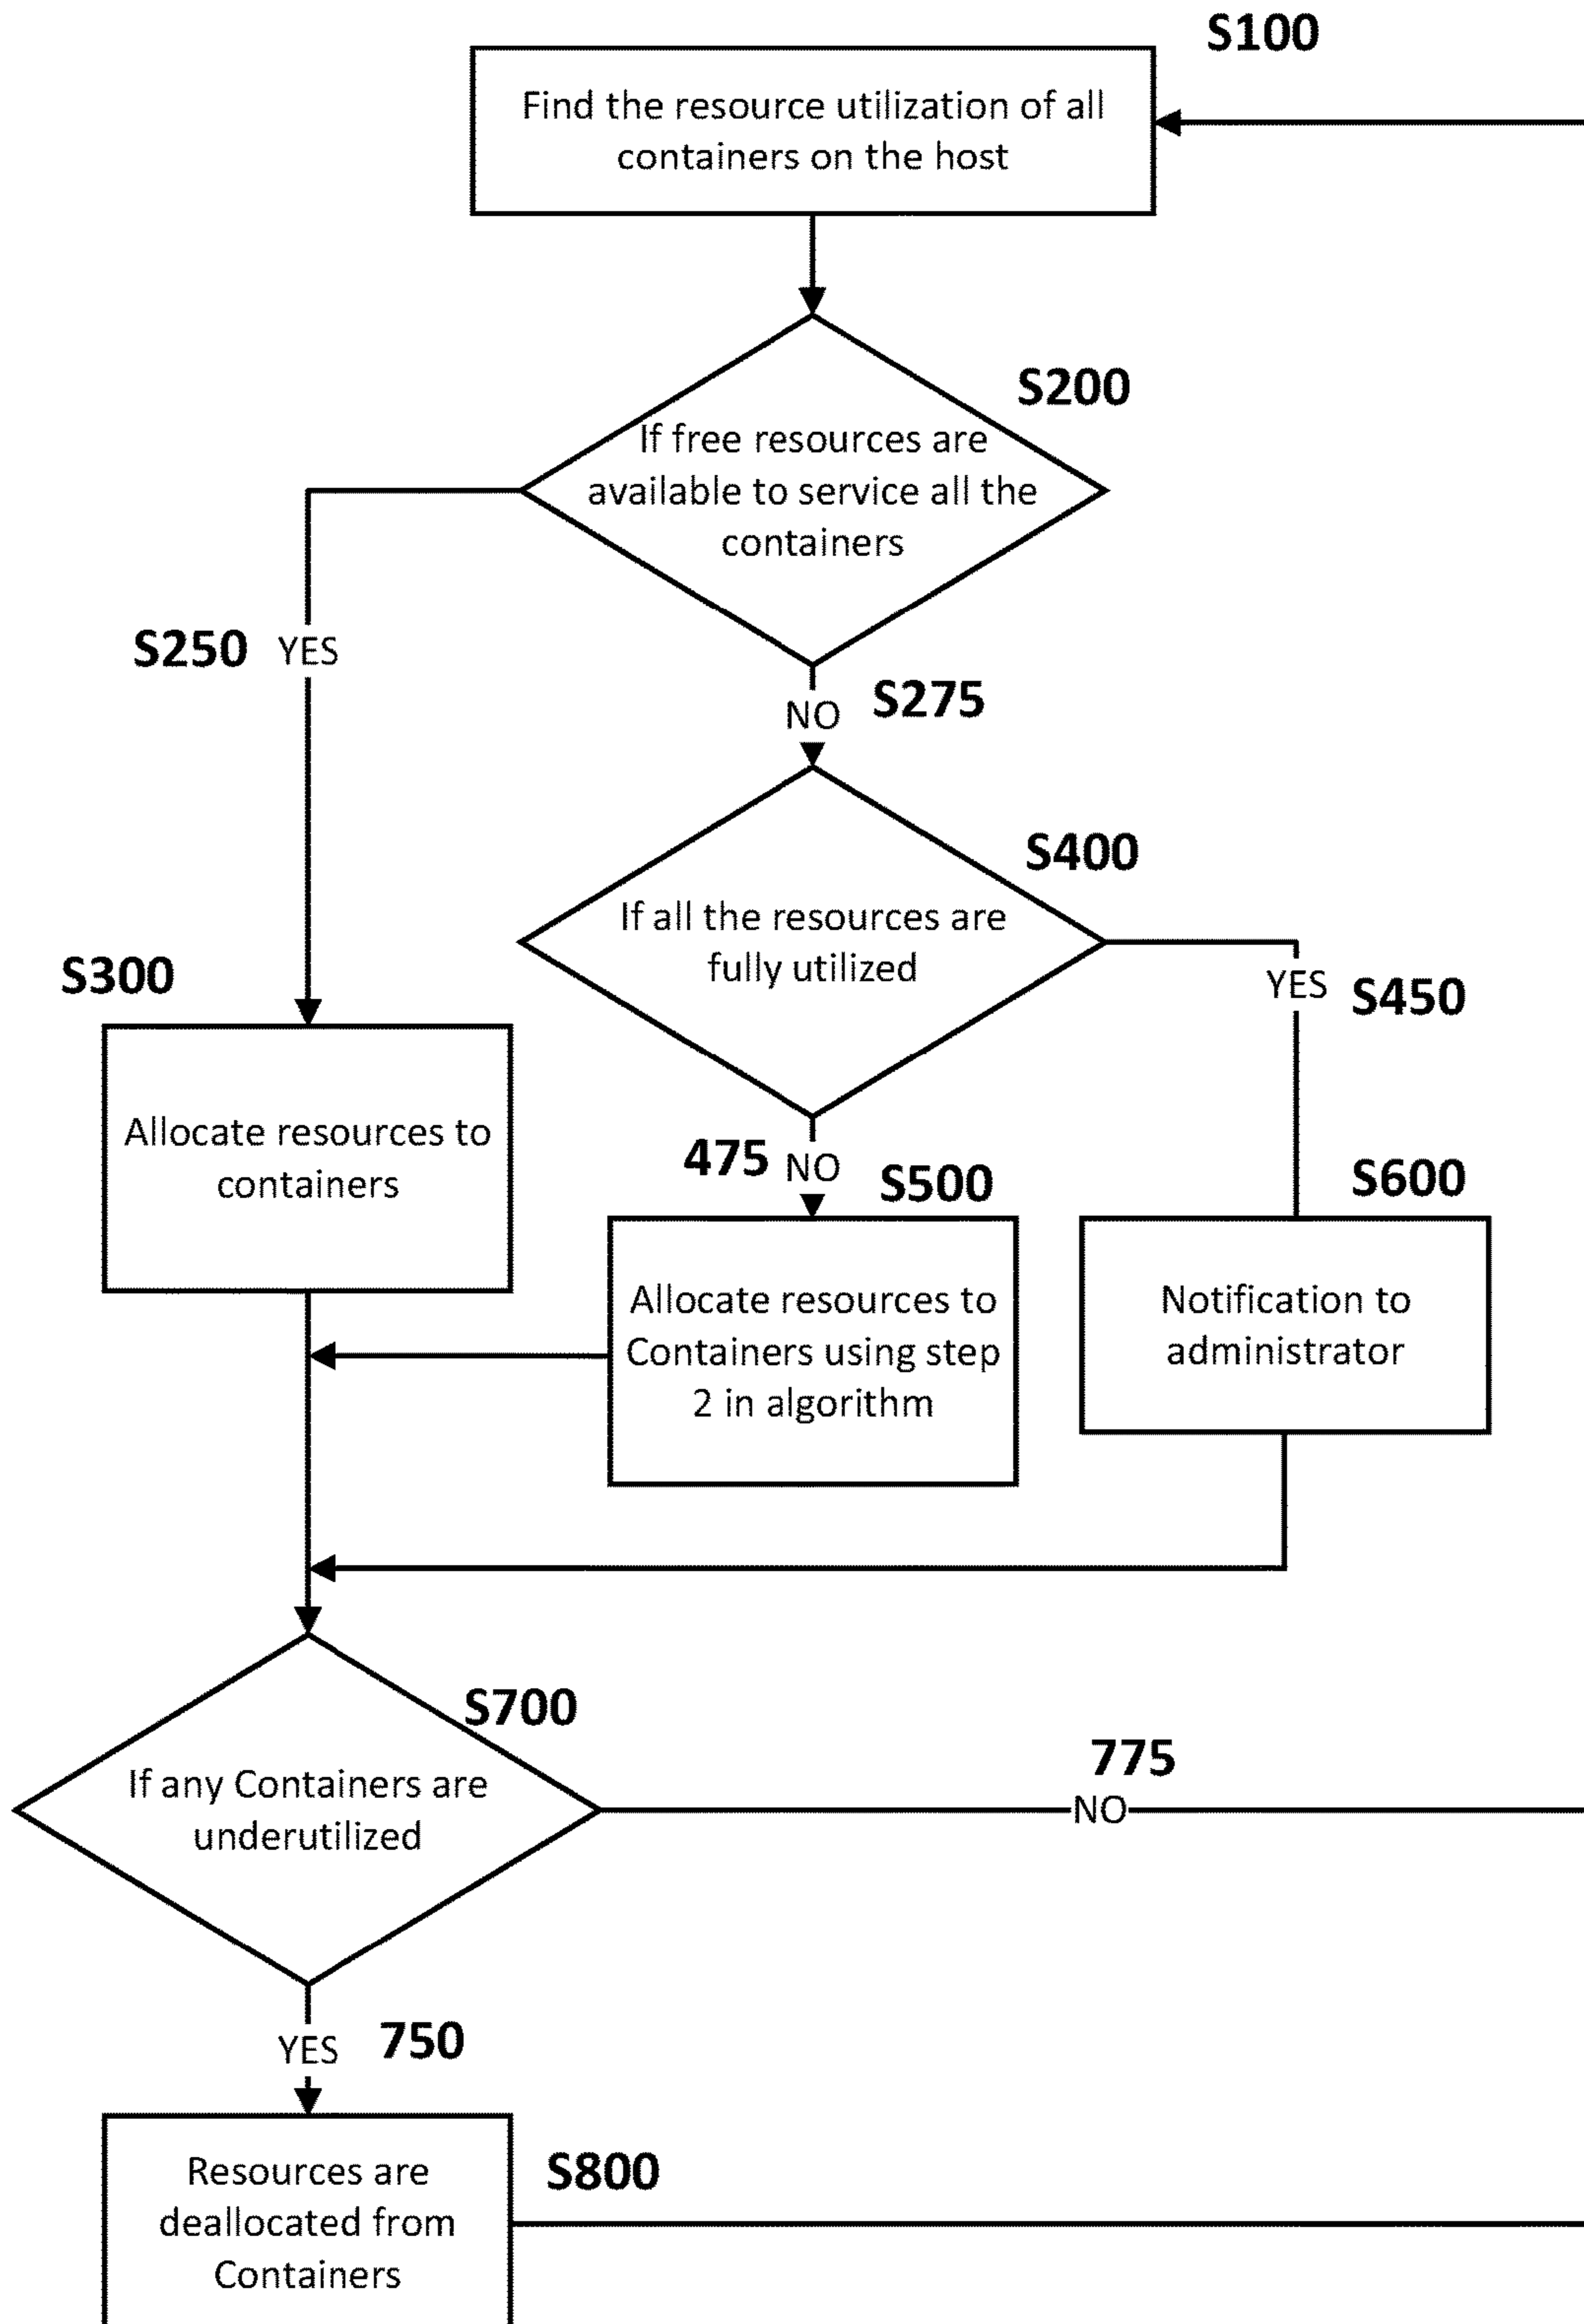 S100
Find the resource utilization of all
containers on the host
S200
If free resources are
available to service all the
containers
S250 YES
NO S275
S400
If all the resources are
fully utilized
YES S450
S300
Allocate resources to
containers
475 NO
S500
Allocate resources to
Containers using step
2 in algorithm
S600
Notification to
administrator
S700
If any Containers are
underutilized
775
NO
YES 750
Resources are
deallocated from
Containers
S800